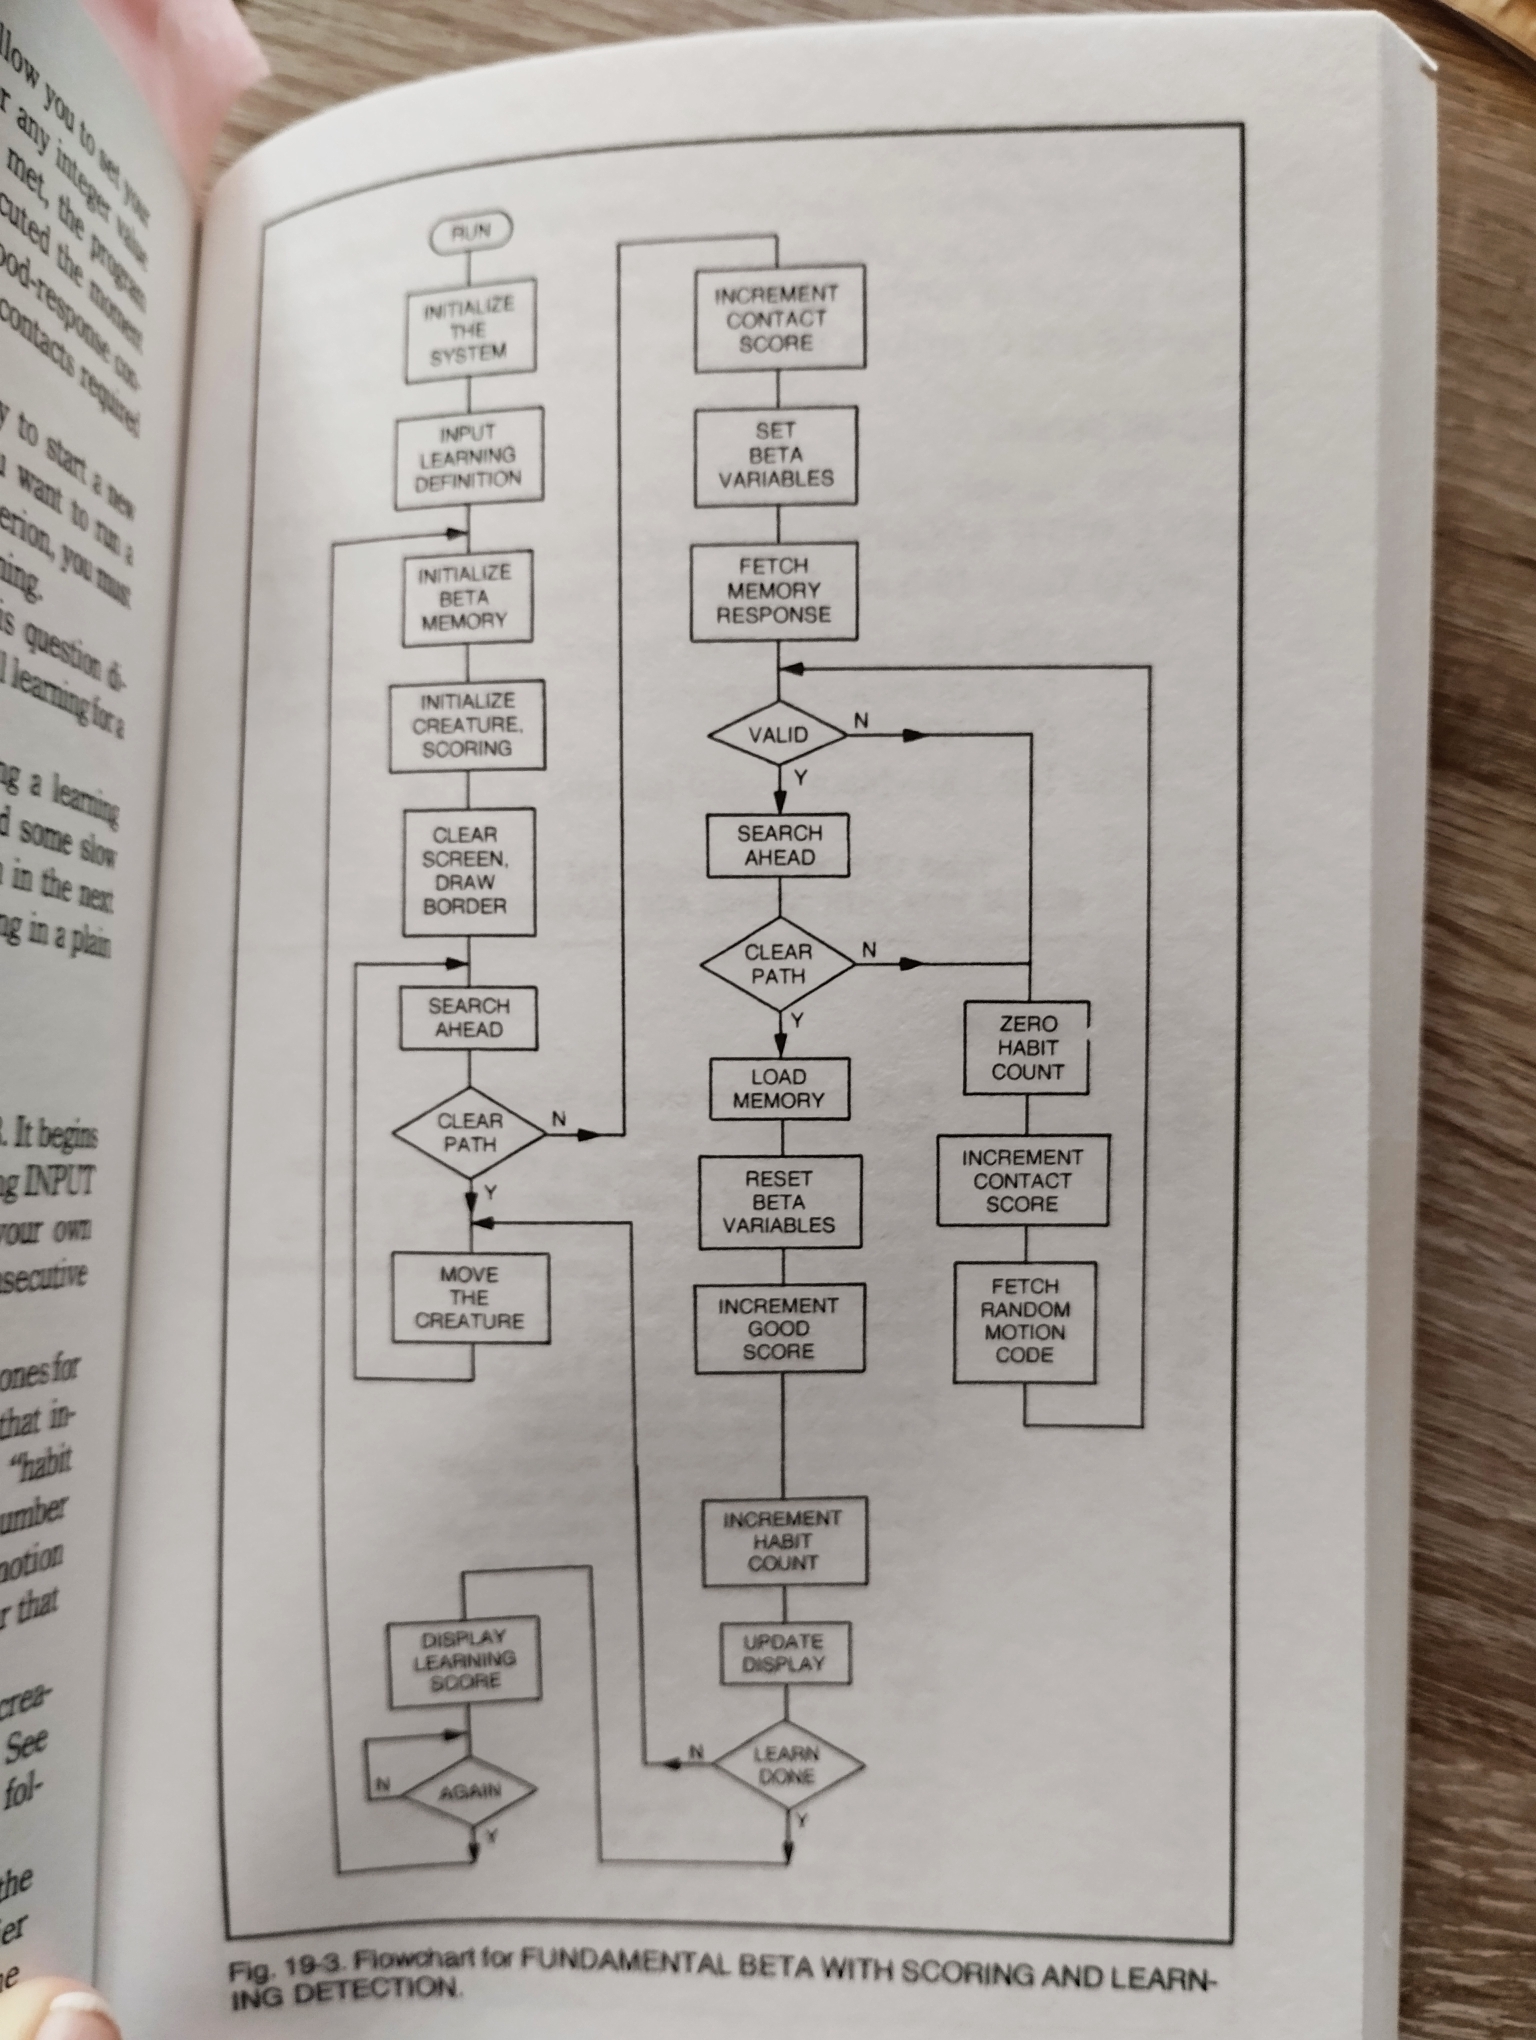 llow you to set your
r any integer value
met, the program
cuted the moment
ood-response con-
contacts required
y to start a new
u want to run a
erion, you must
ning.
is question di-
l learning for a
ng a learning
d some slow
n in the next
ng in a plain
3. It begins
ng INPUT
your own
nsecutive
ones for
that in-
"habit
umber
notion
r that
crea-
See
fol-
the
er
RUN
INITIALIZE
THE
SYSTEM
INPUT
LEARNING
DEFINITION
INITIALIZE
BETA
MEMORY
INITIALIZE
CREATURE,
SCORING
CLEAR
SCREEN,
DRAW
BORDER
SEARCH
AHEAD
CLEAR
PATH
N
Y
MOVE
THE
CREATURE
DISPLAY
LEARNING
SCORE
AGAIN
N
Y
INCREMENT
CONTACT
SCORE
SET
BETA
VARIABLES
FETCH
MEMORY
RESPONSE
VALID
N
Y
SEARCH
AHEAD
CLEAR
PATH
N
Y
LOAD
MEMORY
RESET
BETA
VARIABLES
INCREMENT
GOOD
SCORE
INCREMENT
HABIT
COUNT
UPDATE
DISPLAY
LEARN
DONE
N
Y
ZERO
HABIT
COUNT
INCREMENT
CONTACT
SCORE
FETCH
RANDOM
MOTION
CODE
Fig. 19-3. Flowchart for FUNDAMENTAL BETA WITH SCORING AND LEARN-
ING DETECTION.